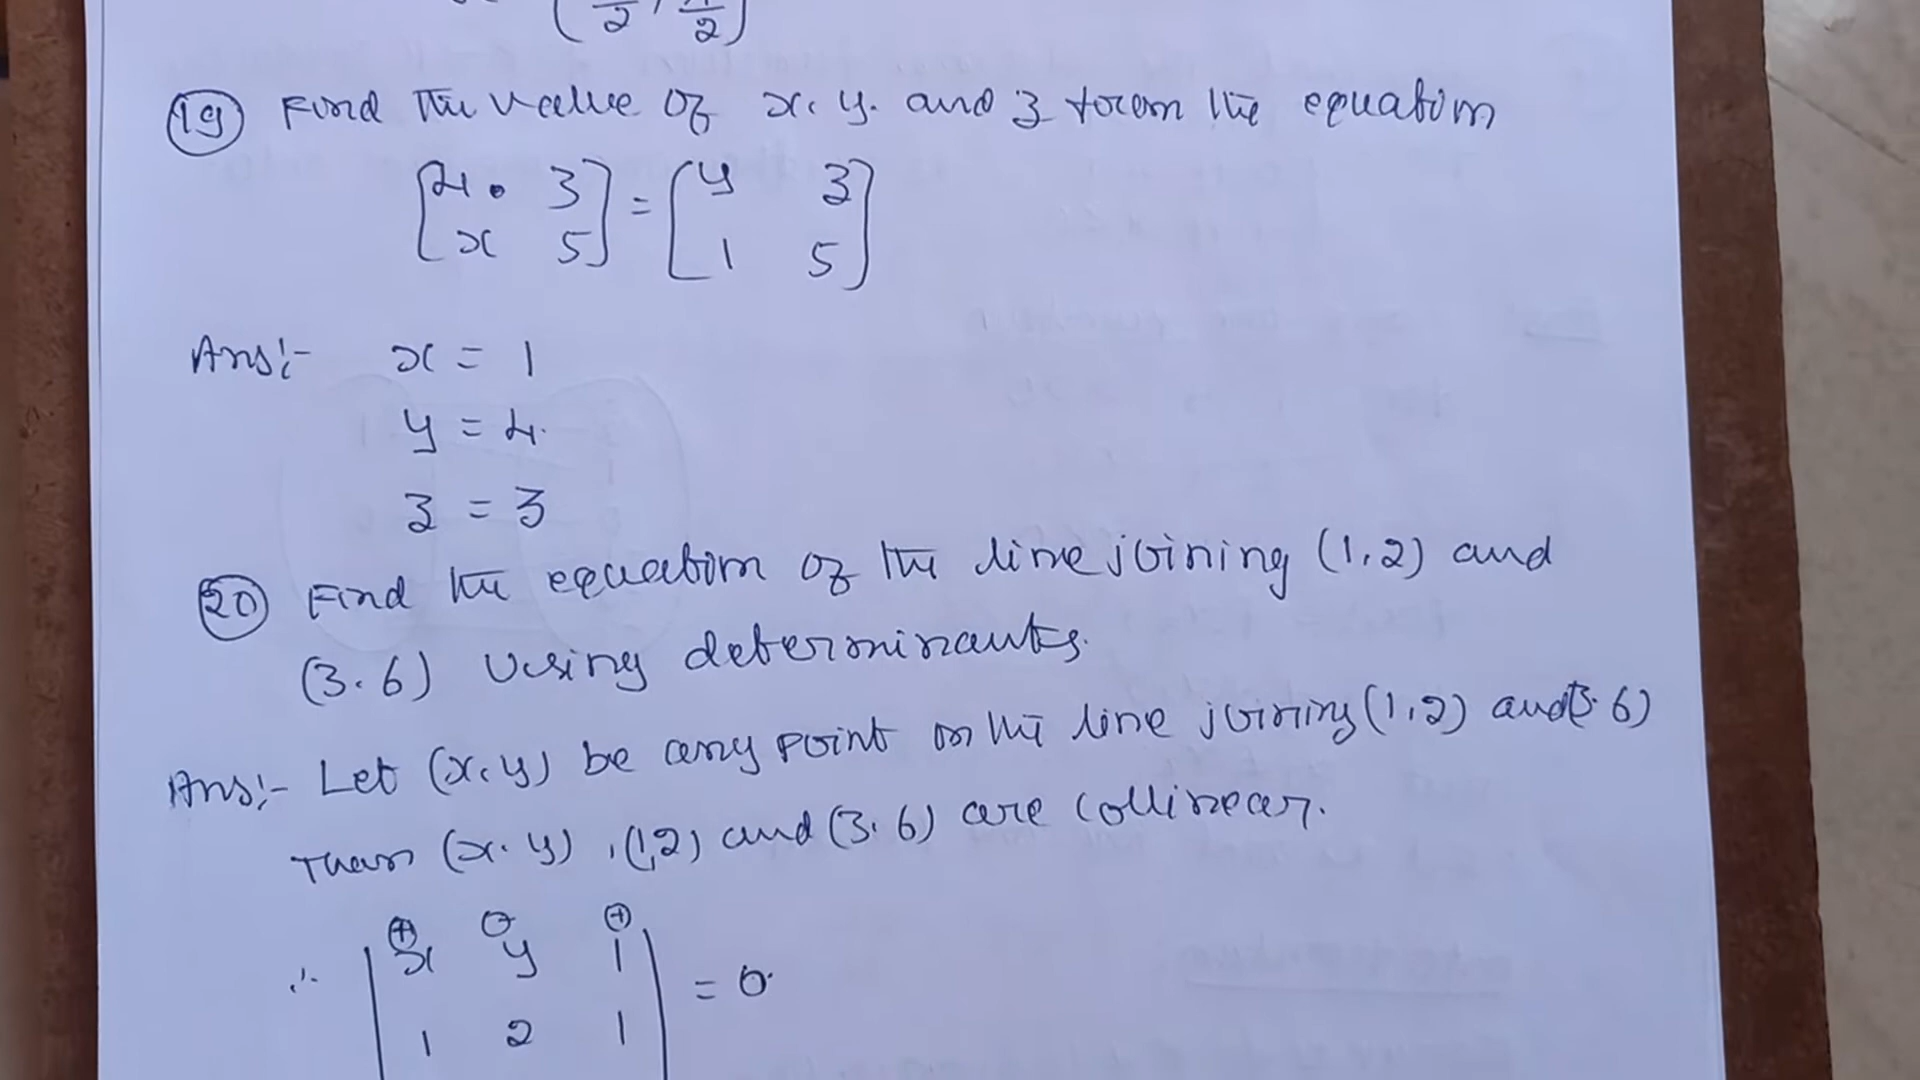 ( /2 , π/2 )
(19) Find the value of x, y. and z from the equation
[4 . 3] = [y 3]
[x 5] [1 5]
Ans:- x = 1
y = 4.
z = 3
(20) Find the equation of the line joining (1,2) and
(3.6) Using determinants.
Ans:- Let (x,y) be any point on the line joining (1,2) and (3.6)
Then (x.y) , (1,2) and (3.6) are collinear.
⊕ ⊖ ⊕
∴ | x y 1 | = 0.
| 1 2 1 |